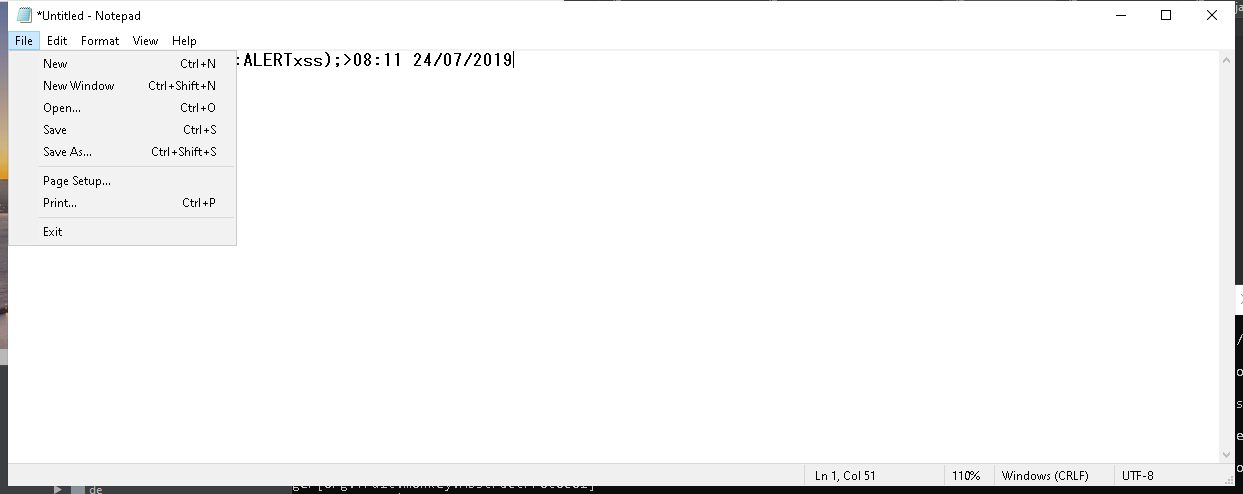 *Untitled - Notepad
File Edit Format View Help
:ALERTxss);>08:11 24/07/2019
New Ctrl+N
New Window Ctrl+Shift+N
Open... Ctrl+O
Save Ctrl+S
Save As... Ctrl+Shift+S
Page Setup...
Print... Ctrl+P
Exit
Ln 1, Col 51 110% Windows (CRLF) UTF-8
de